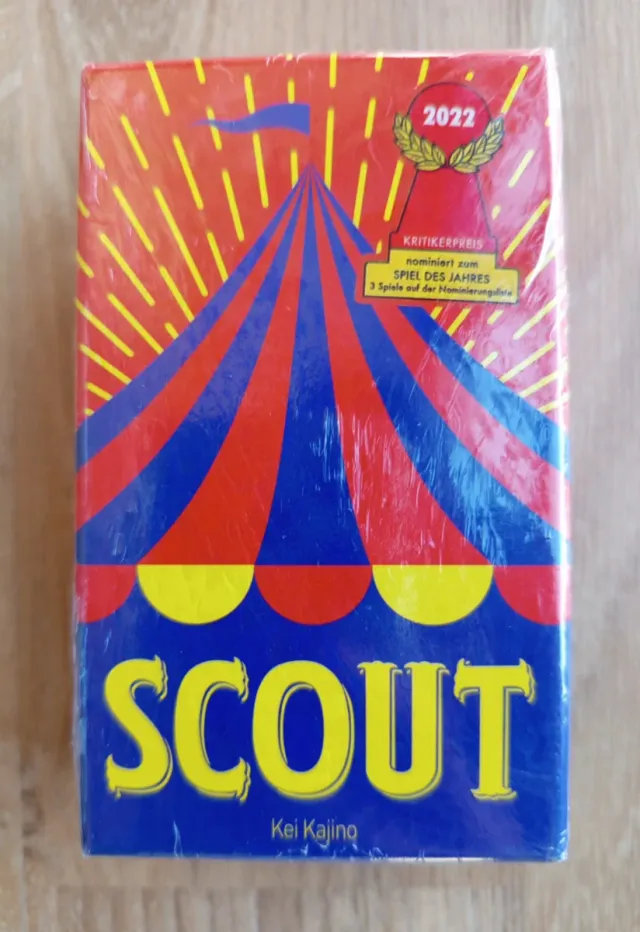 2022
KRITIKERPREIS
nominiert zum
SPIEL DES JAHRES
3 Spiele auf der Nominierungsliste
SCOUT
Kei Kajino